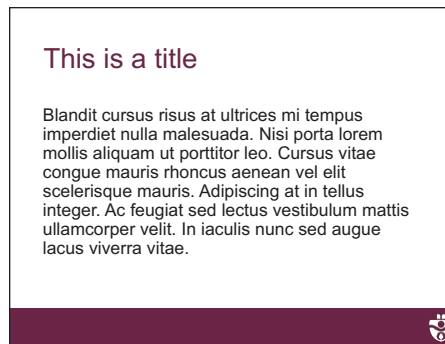 This is a title
Blandit cursus risus at ultrices mi tempus
imperdiet nulla malesuada. Nisi porta lorem
mollis aliquam ut porttitor leo. Cursus vitae
congue mauris rhoncus aenean vel elit
scelerisque mauris. Adipiscing at in tellus
integer. Ac feugiat sed lectus vestibulum mattis
ullamcorper velit. In iaculis nunc sed augue
lacus viverra vitae.